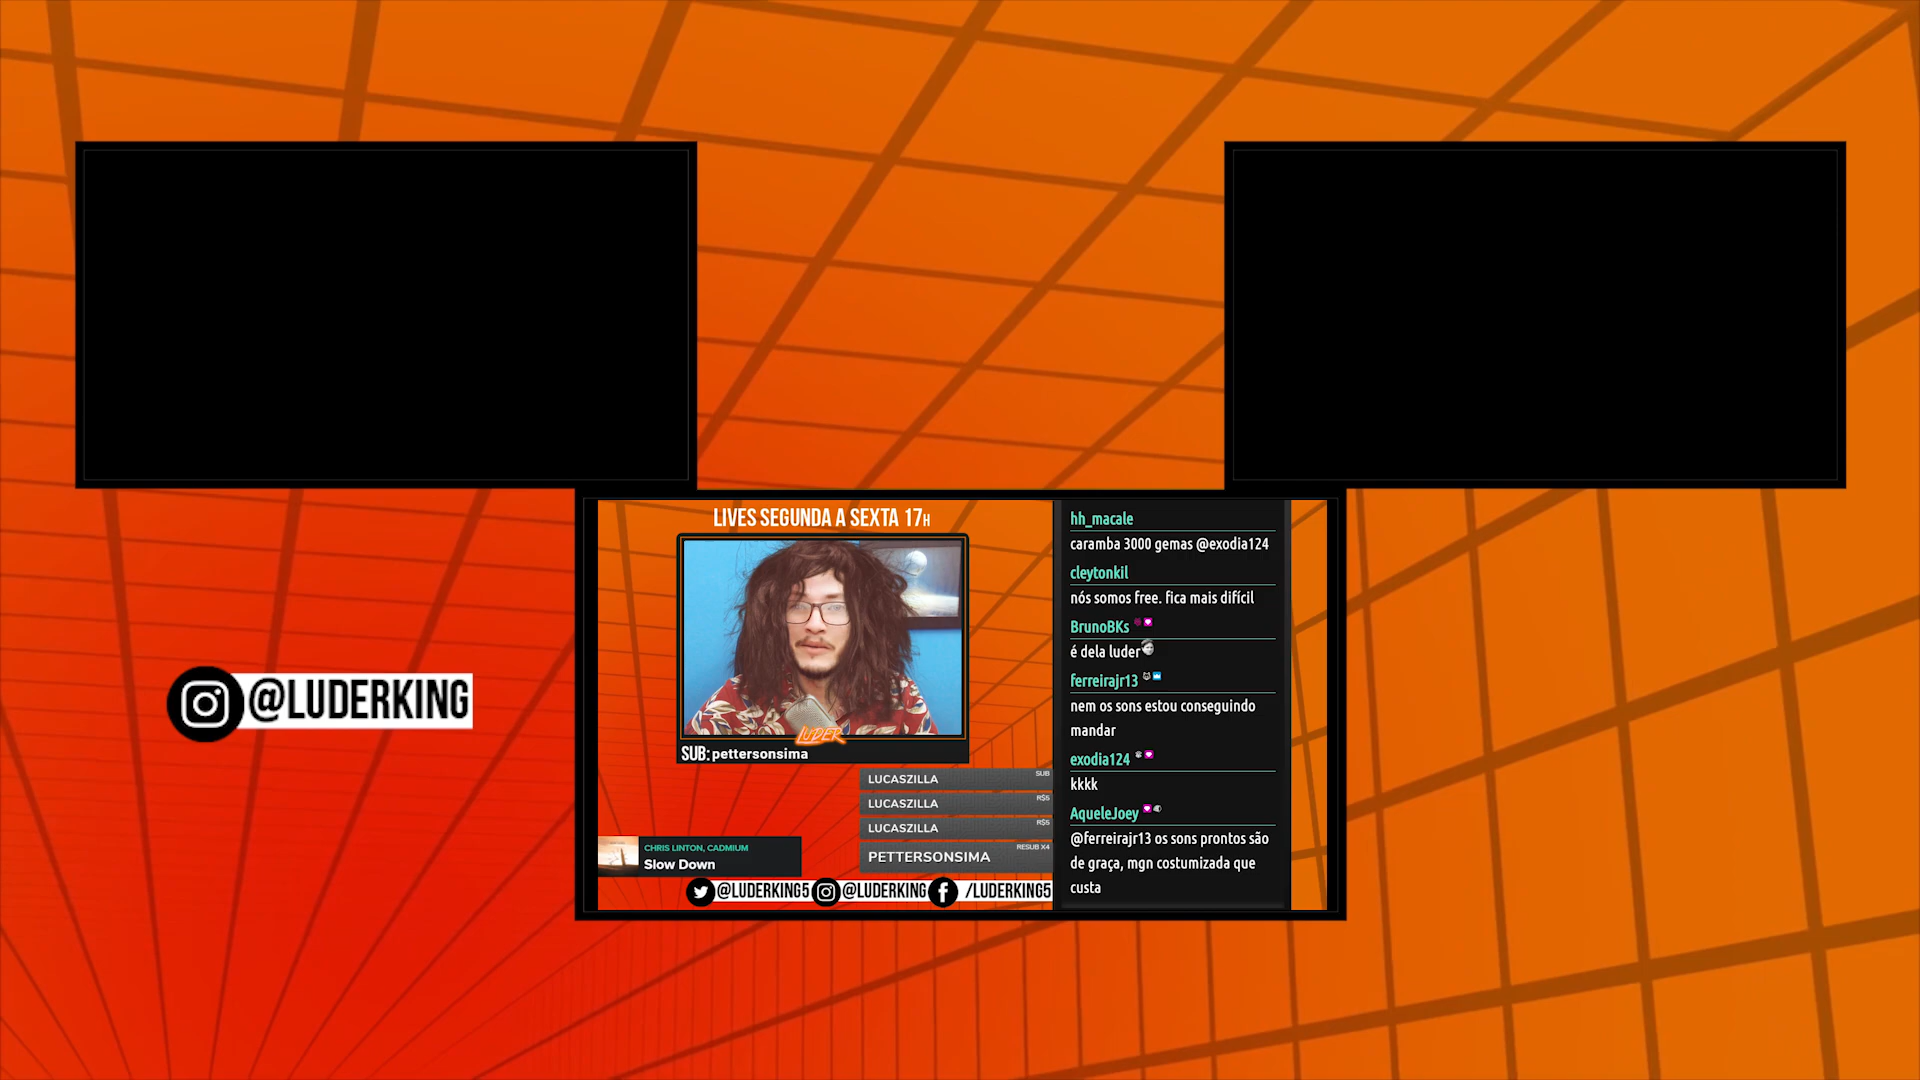 LIVES SEGUNDA A SEXTA 17H
LUDER
SUB: pettersonsima
LUCASZILLA SUB
LUCASZILLA R$5
LUCASZILLA R$5
PETTERSONSIMA RESUB X4
CHRIS LINTON, CADMIUM
Slow Down
@LUDERKING5 @LUDERKING /LUDERKING5
hh_macale
caramba 3000 gemas @exodia124
cleytonkil
nós somos free. fica mais difícil
BrunoBKs
é dela luder
ferreirajr13
nem os sons estou conseguindo
mandar
exodia124
kkkk
AqueleJoey
@ferreirajr13 os sons prontos são
de graça, mgn costumizada que
custa
@LUDERKING